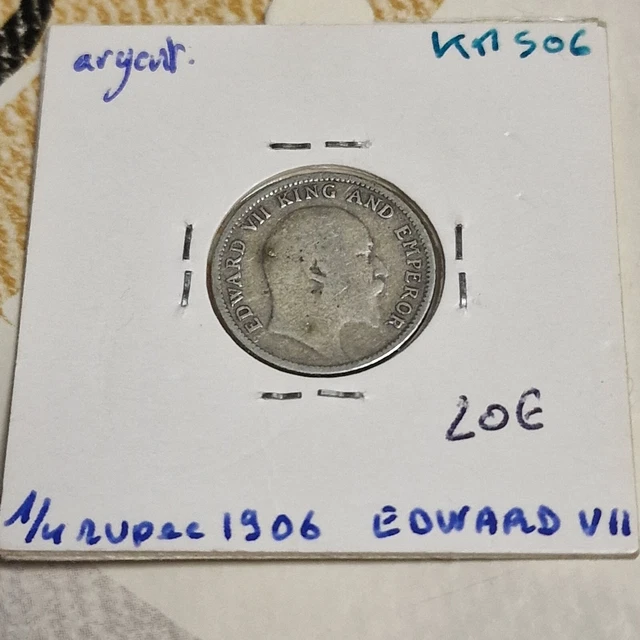 argent.
KM 506
EDWARD VII KING AND EMPEROR
20€
1/4 rupee 1906 EDWARD VII